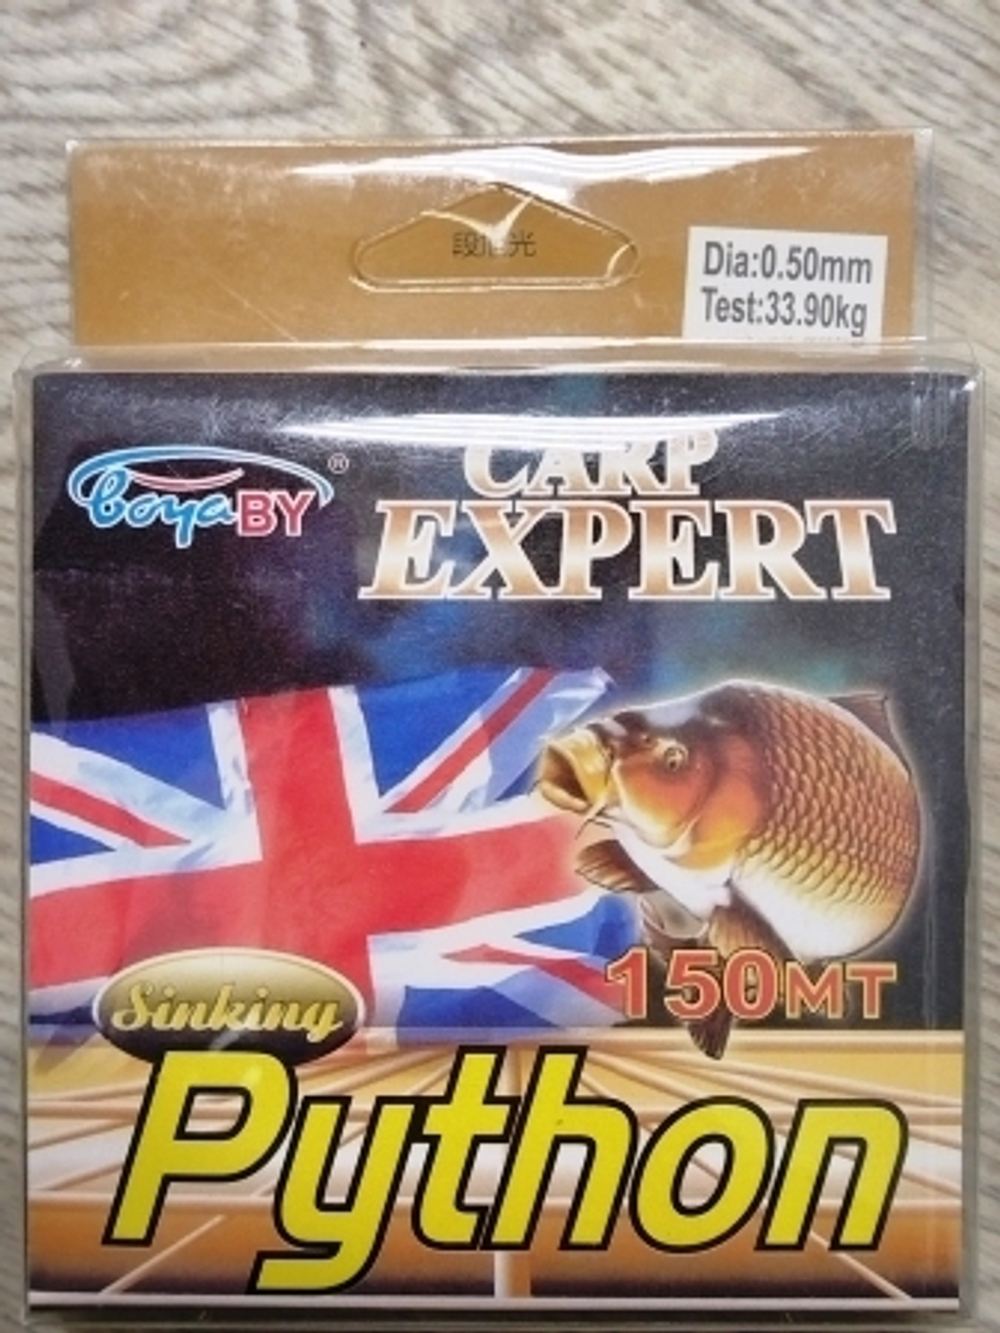 Dia:0.50mm
Test:33.90kg
boyaBY®
CARP
EXPERT
150MT
Sinking
Python